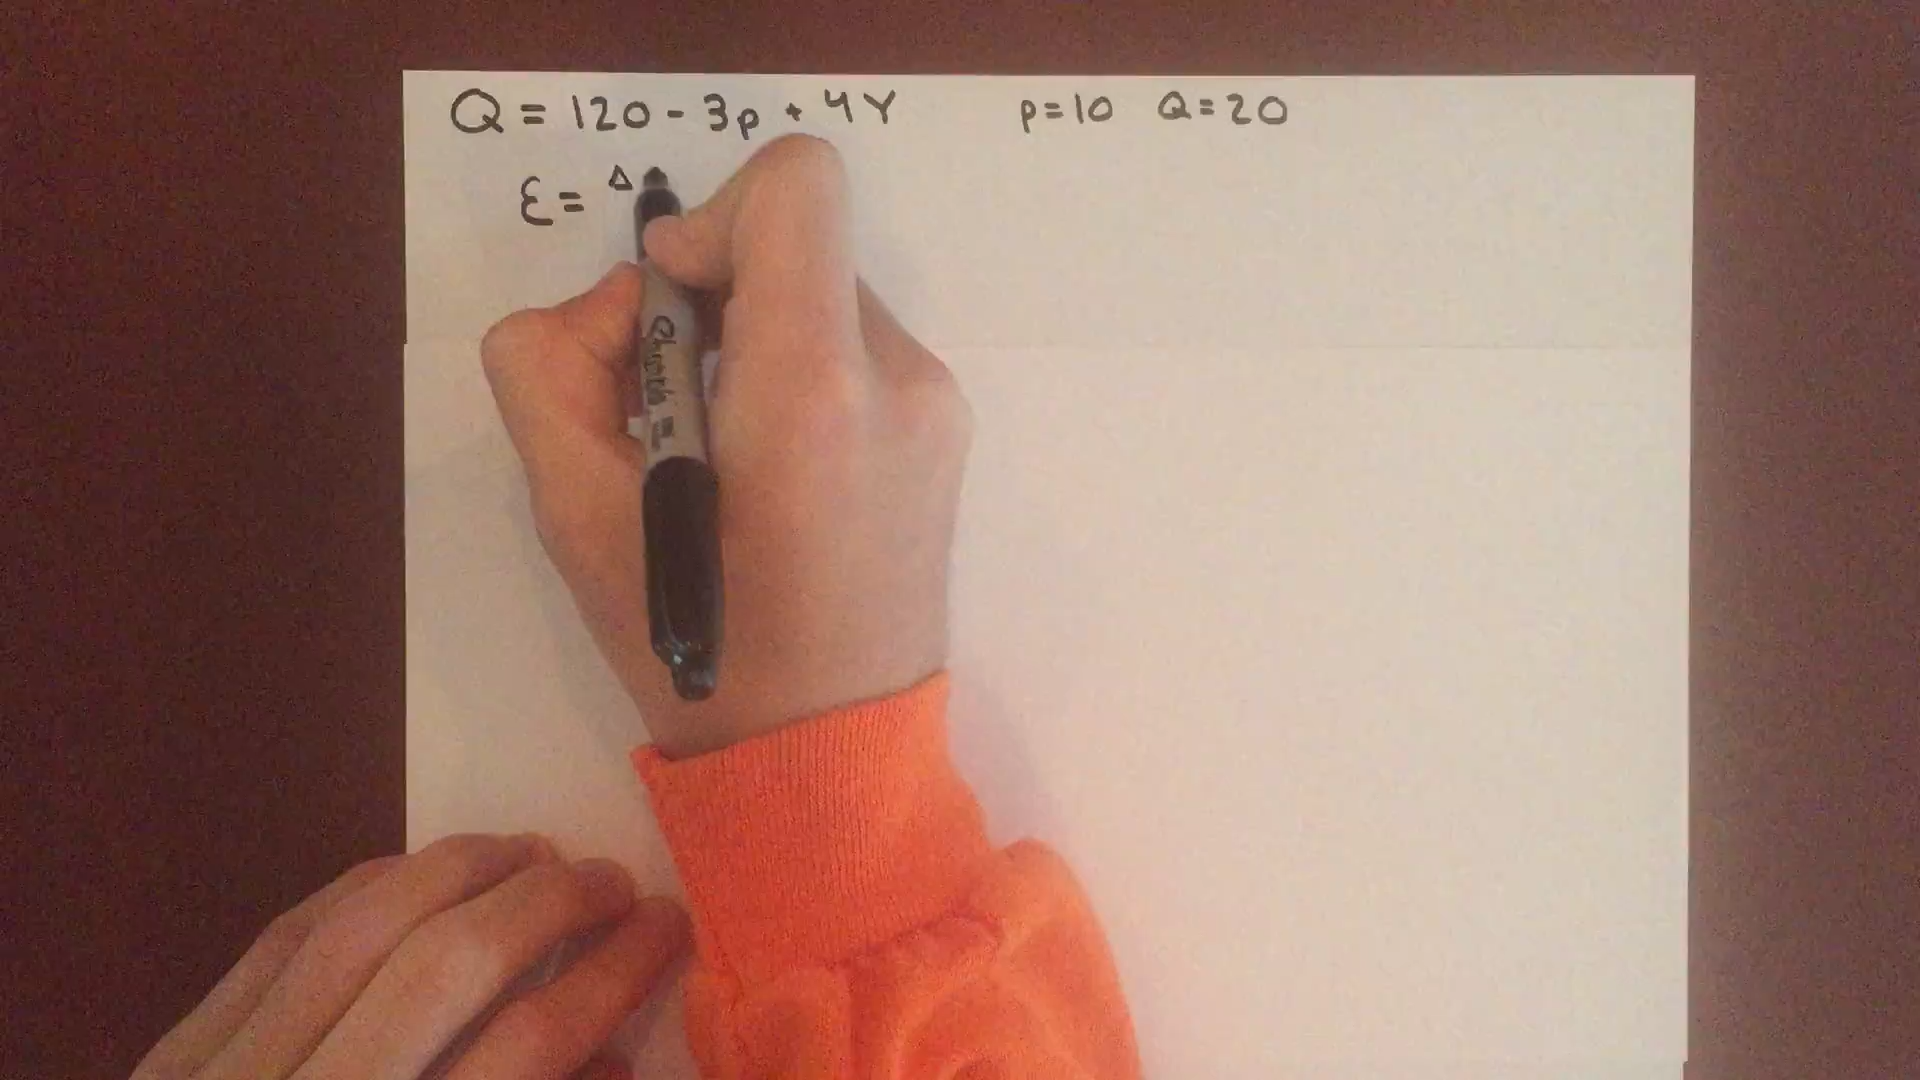 Q = 120 - 3p + 4Y p=10 Q=20
Ɛ= Δ